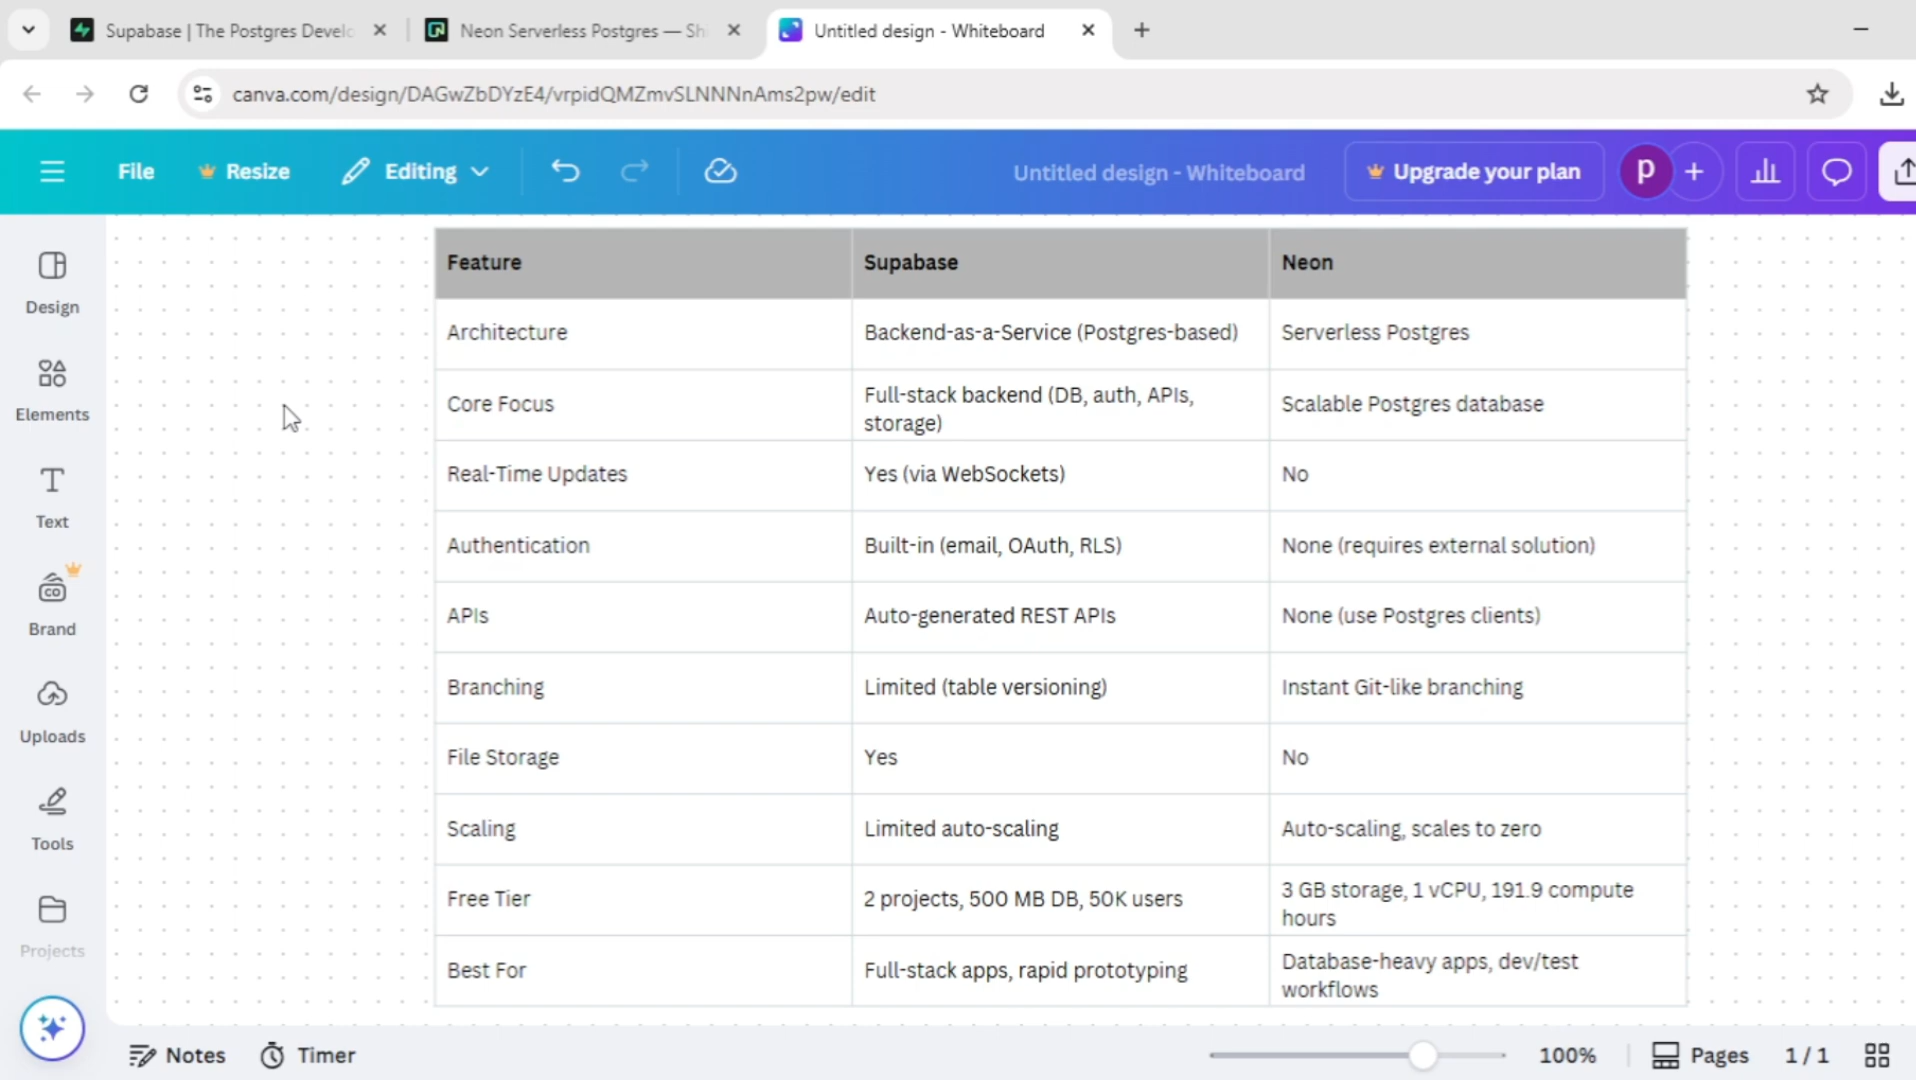 Supabase | The Postgres Develo
Neon Serverless Postgres — Sh
Untitled design - Whiteboard
canva.com/design/DAGwZbDYzE4/vrpidQMZmvSLNNNnAms2pw/edit
File
Resize
Editing
Untitled design - Whiteboard
Upgrade your plan
p
Design
Elements
Text
Brand
Uploads
Tools
Projects
Feature Supabase Neon
Architecture Backend-as-a-Service (Postgres-based) Serverless Postgres
Core Focus Full-stack backend (DB, auth, APIs, storage) Scalable Postgres database
Real-Time Updates Yes (via WebSockets) No
Authentication Built-in (email, OAuth, RLS) None (requires external solution)
APIs Auto-generated REST APIs None (use Postgres clients)
Branching Limited (table versioning) Instant Git-like branching
File Storage Yes No
Scaling Limited auto-scaling Auto-scaling, scales to zero
Free Tier 2 projects, 500 MB DB, 50K users 3 GB storage, 1 vCPU, 191.9 compute hours
Best For Full-stack apps, rapid prototyping Database-heavy apps, dev/test workflows
Notes
Timer
100%
Pages
1 / 1